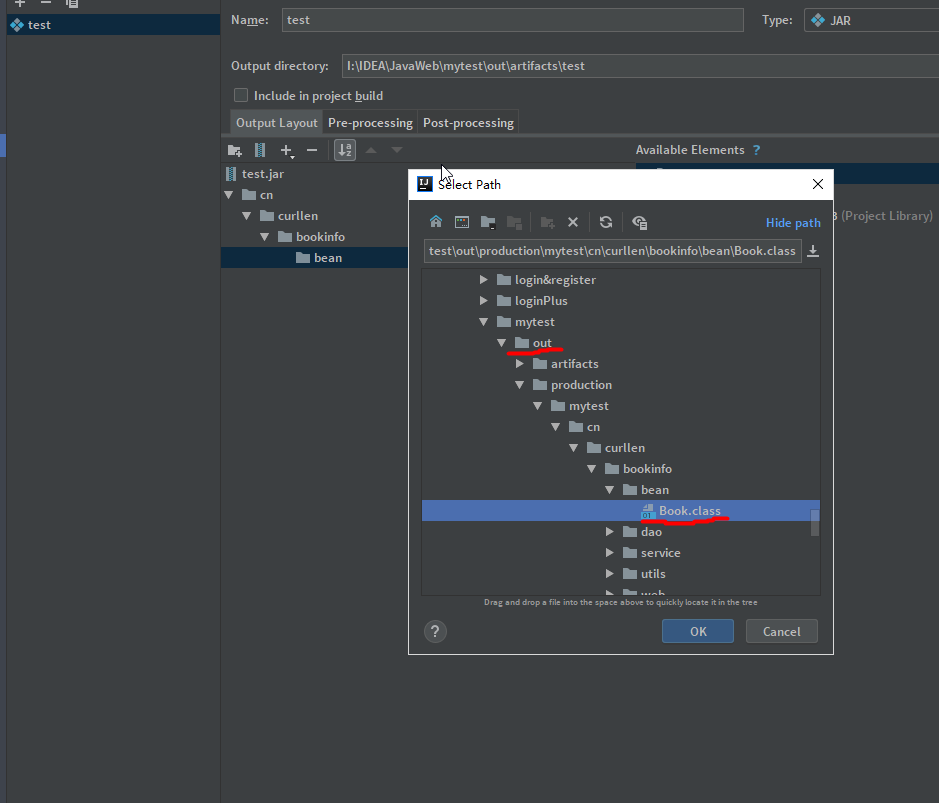 test
Name: test Type: JAR
Output directory: I:\IDEA\JavaWeb\mytest\out\artifacts\test
Include in project build
Output Layout Pre-processing Post-processing
Available Elements ?
test.jar
cn
curllen
bookinfo
bean
(Project Library)
Select Path
Hide path
test\out\production\mytest\cn\curllen\bookinfo\bean\Book.class
login&register
loginPlus
mytest
out
artifacts
production
mytest
cn
curllen
bookinfo
bean
Book.class
dao
service
utils
web
Drag and drop a file into the space above to quickly locate it in the tree
? OK Cancel